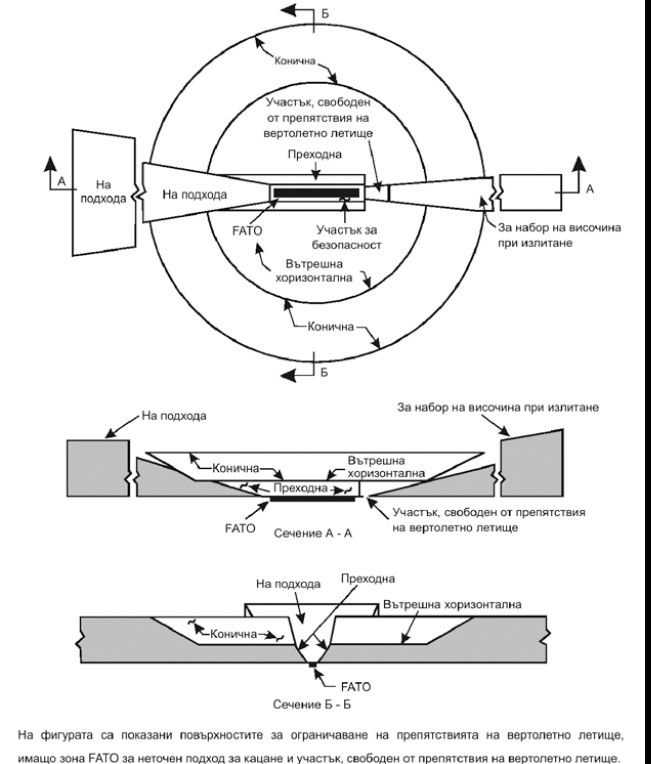 Б
Конична
Участък, свободен
от препятствия на
вертолетно летище
Преходна
А
На
подхода
На подхода
А
FATO
Участък за
безопасност
За набор на височина
при излитане
Вътрешна
хоризонтална
Конична
Б
На подхода
За набор на височина при излитане
Конична
Вътрешна
хоризонтална
Преходна
FATO
Участък, свободен от препятствия
на вертолетно летище
Сечение А - А
На подхода
Преходна
Вътрешна хоризонтална
Конична
FATO
Сечение Б - Б
На фигурата са показани повърхностите за ограничаване на препятствията на вертолетно летище,
имащо зона FATO за неточен подход за кацане и участък, свободен от препятствия на вертолетно летище.